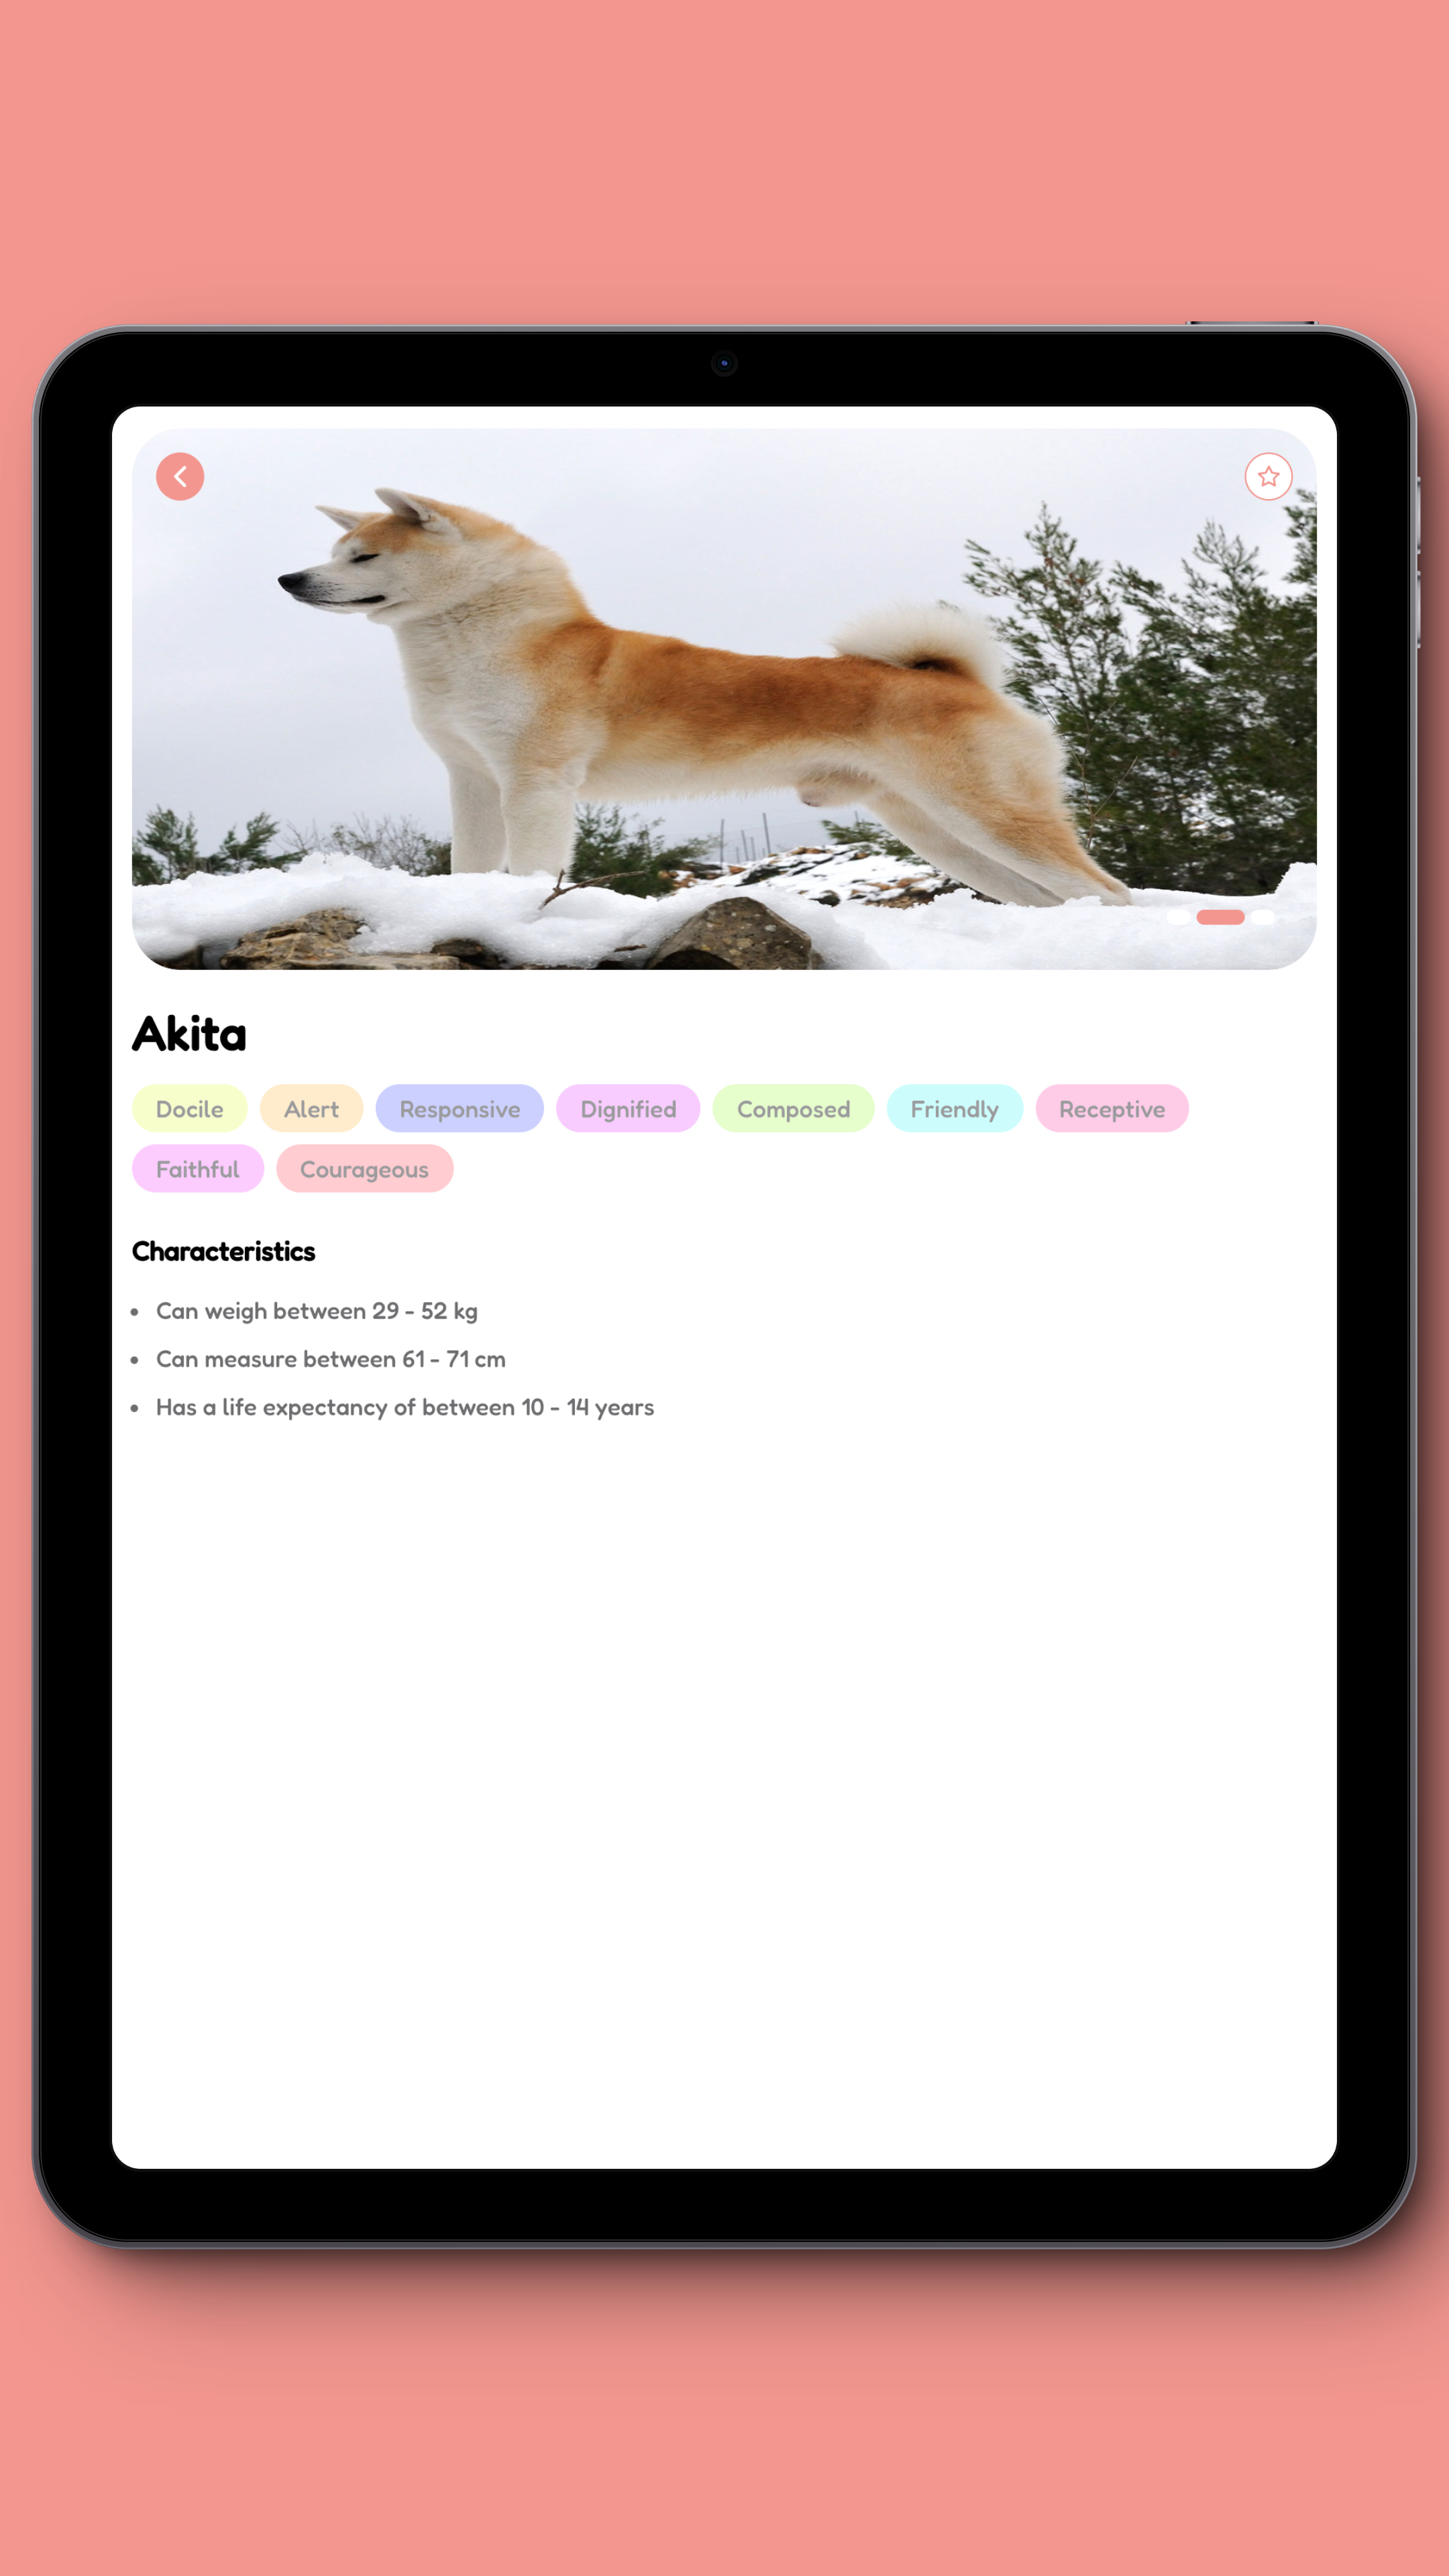 Akita
Docile Alert Responsive Dignified Composed Friendly Receptive
Faithful Courageous
Characteristics
• Can weigh between 29 - 52 kg
• Can measure between 61 - 71 cm
• Has a life expectancy of between 10 - 14 years